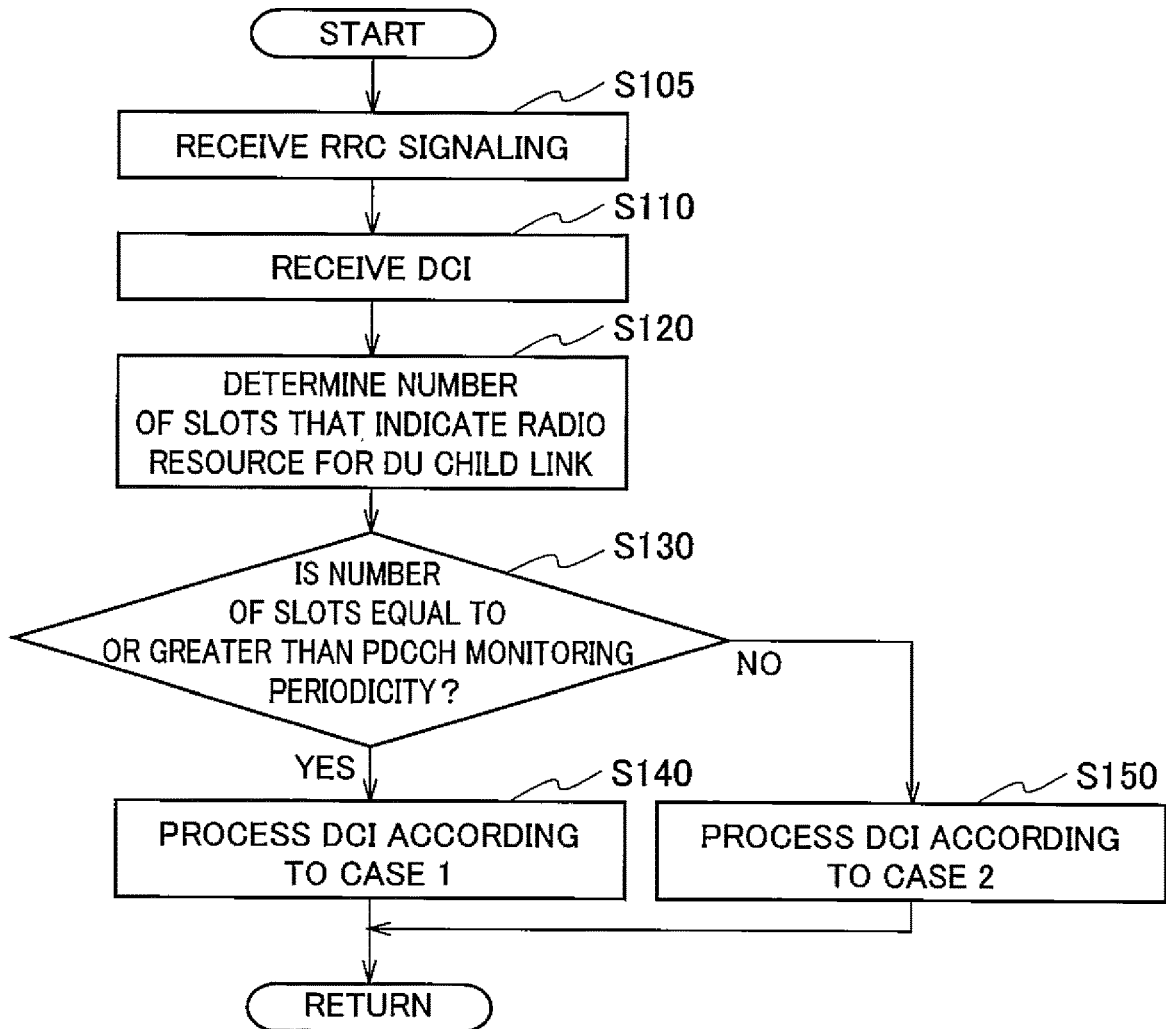 START
S105
RECEIVE RRC SIGNALING
S110
RECEIVE DCI
S120
DETERMINE NUMBER
OF SLOTS THAT INDICATE RADIO
RESOURCE FOR DU CHILD LINK
S130
IS NUMBER
OF SLOTS EQUAL TO
OR GREATER THAN PDCCH MONITORING
PERIODICITY?
NO
YES
S140
PROCESS DCI ACCORDING
TO CASE 1
S150
PROCESS DCI ACCORDING
TO CASE 2
RETURN